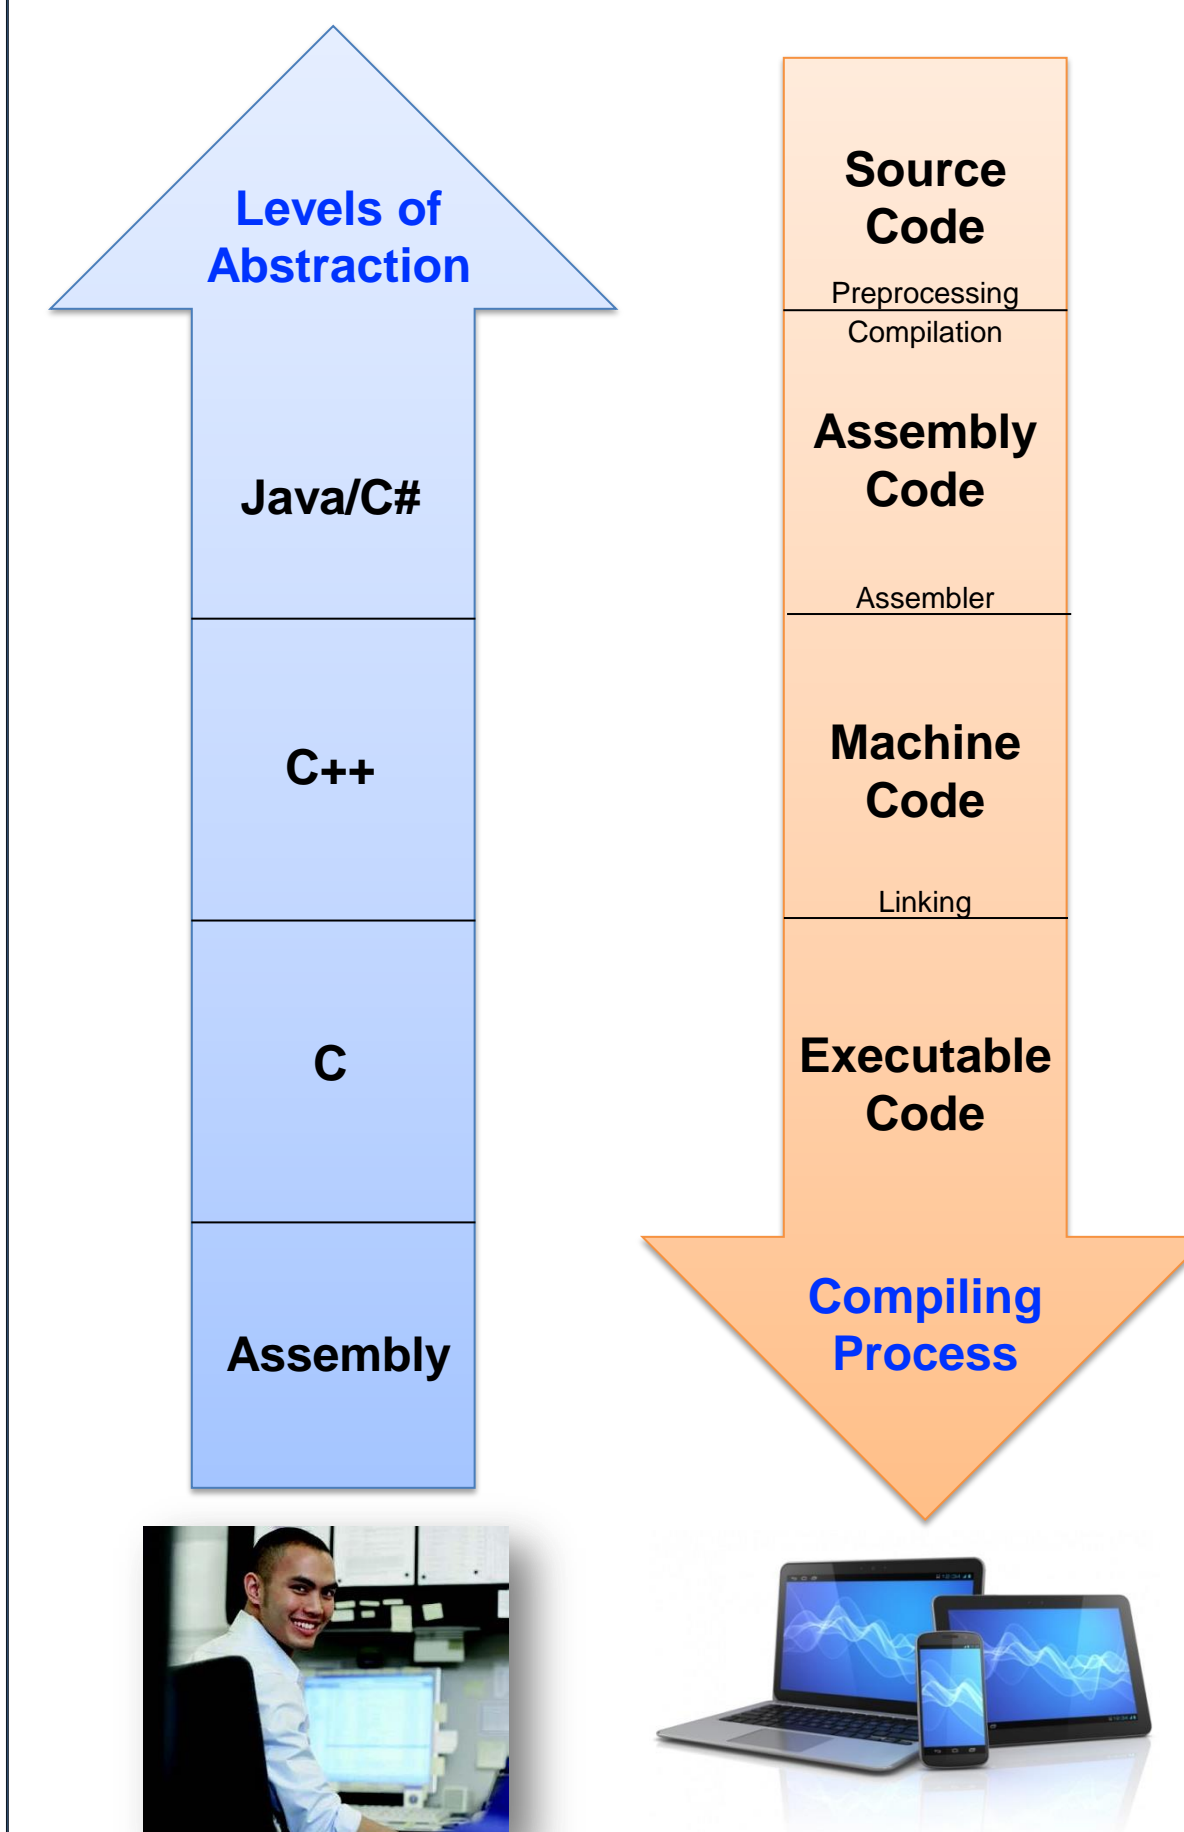 Levels of
Abstraction
Java/C#
C++
C
Assembly
Source
Code
Preprocessing
Compilation
Assembly
Code
Assembler
Machine
Code
Linking
Executable
Code
Compiling
Process